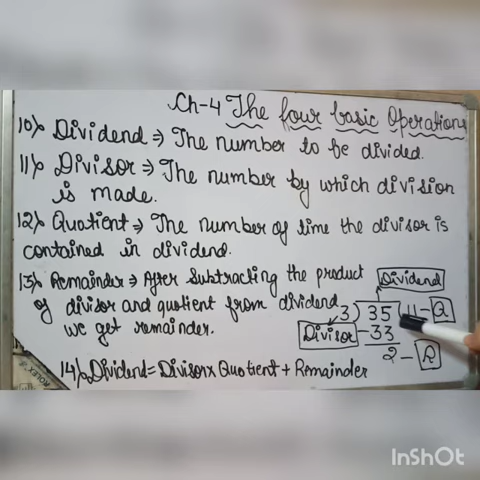 Ch-4 The four basic Operations
10) Dividend ⇒ The number to be divided.
11) Divisor ⇒ The number by which division
is made.
12) Quatient ⇒ The number of time the divisor is
contained in dividend.
13) Remainder ⇒ After Subtracting the product
of divisor and quotient from dividend
we get remainder.
Dividend
3) 35 11-Q
Divisor -33
2-R
14) Dividend = Divisor x Quotient + Remainder
InShOt